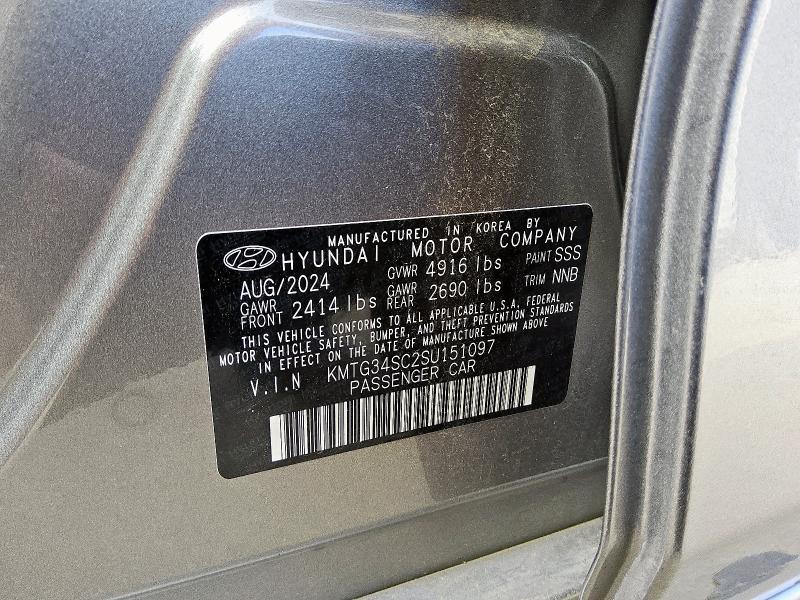 MANUFACTURED IN KOREA BY
HYUNDAI MOTOR COMPANY
AUG/2024 GVWR 4916 lbs PAINT SSS
GAWR FRONT 2414 lbs GAWR REAR 2690 lbs TRIM NNB
THIS VEHICLE CONFORMS TO ALL APPLICABLE U.S.A. FEDERAL
MOTOR VEHICLE SAFETY, BUMPER, AND THEFT PREVENTION STANDARDS
IN EFFECT ON THE DATE OF MANUFACTURE SHOWN ABOVE
V.I.N KMTG34SC2SU151097
PASSENGER CAR